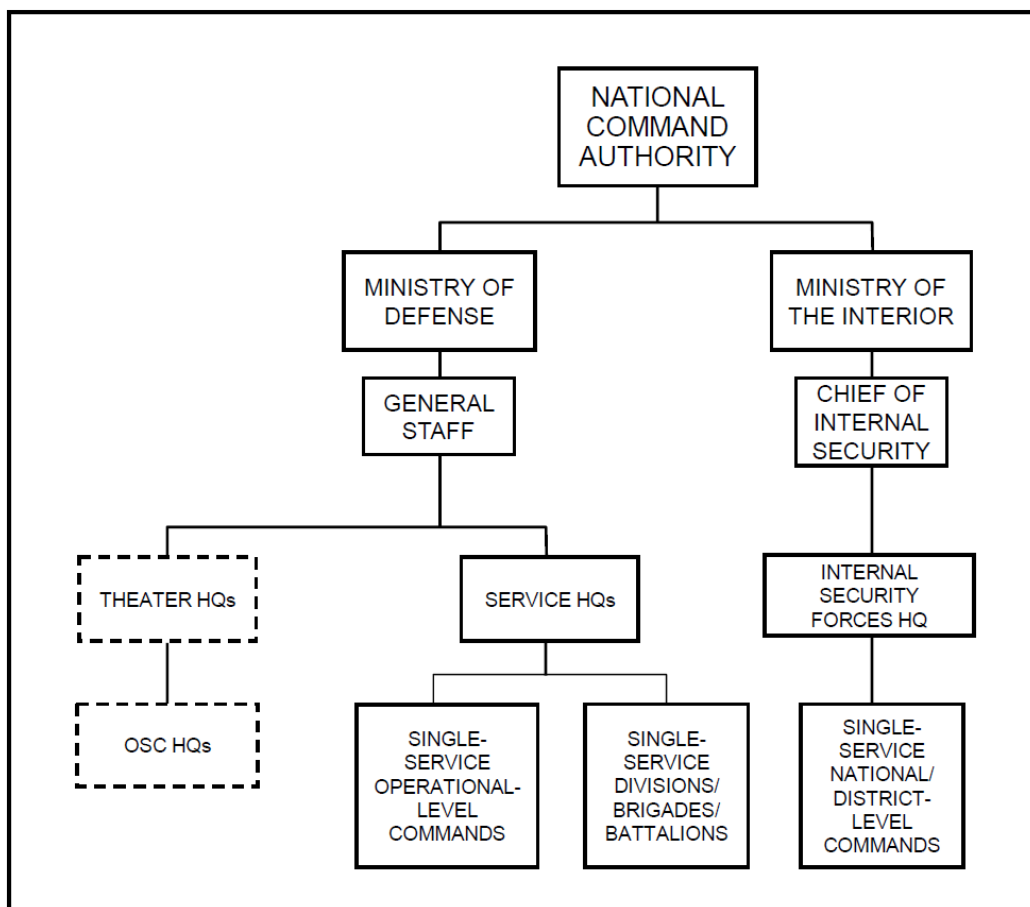 NATIONAL
COMMAND
AUTHORITY
MINISTRY OF
DEFENSE
MINISTRY OF
THE INTERIOR
GENERAL
STAFF
CHIEF OF
INTERNAL
SECURITY
THEATER HQs
SERVICE HQs
INTERNAL
SECURITY
FORCES HQ
OSC HQs
SINGLE-
SERVICE
OPERATIONAL-
LEVEL
COMMANDS
SINGLE-
SERVICE
DIVISIONS/
BRIGADES/
BATTALIONS
SINGLE-
SERVICE
NATIONAL/
DISTRICT-
LEVEL
COMMANDS